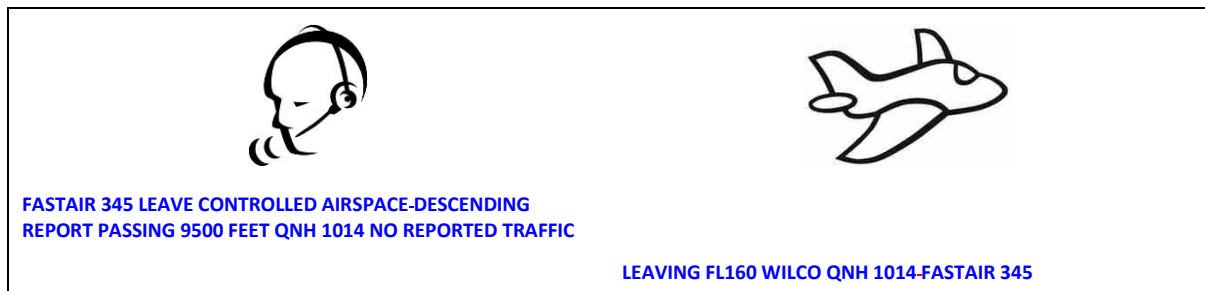 FASTAIR 345 LEAVE CONTROLLED AIRSPACE-DESCENDING
REPORT PASSING 9500 FEET QNH 1014 NO REPORTED TRAFFIC
LEAVING FL160 WILCO QNH 1014-FASTAIR 345